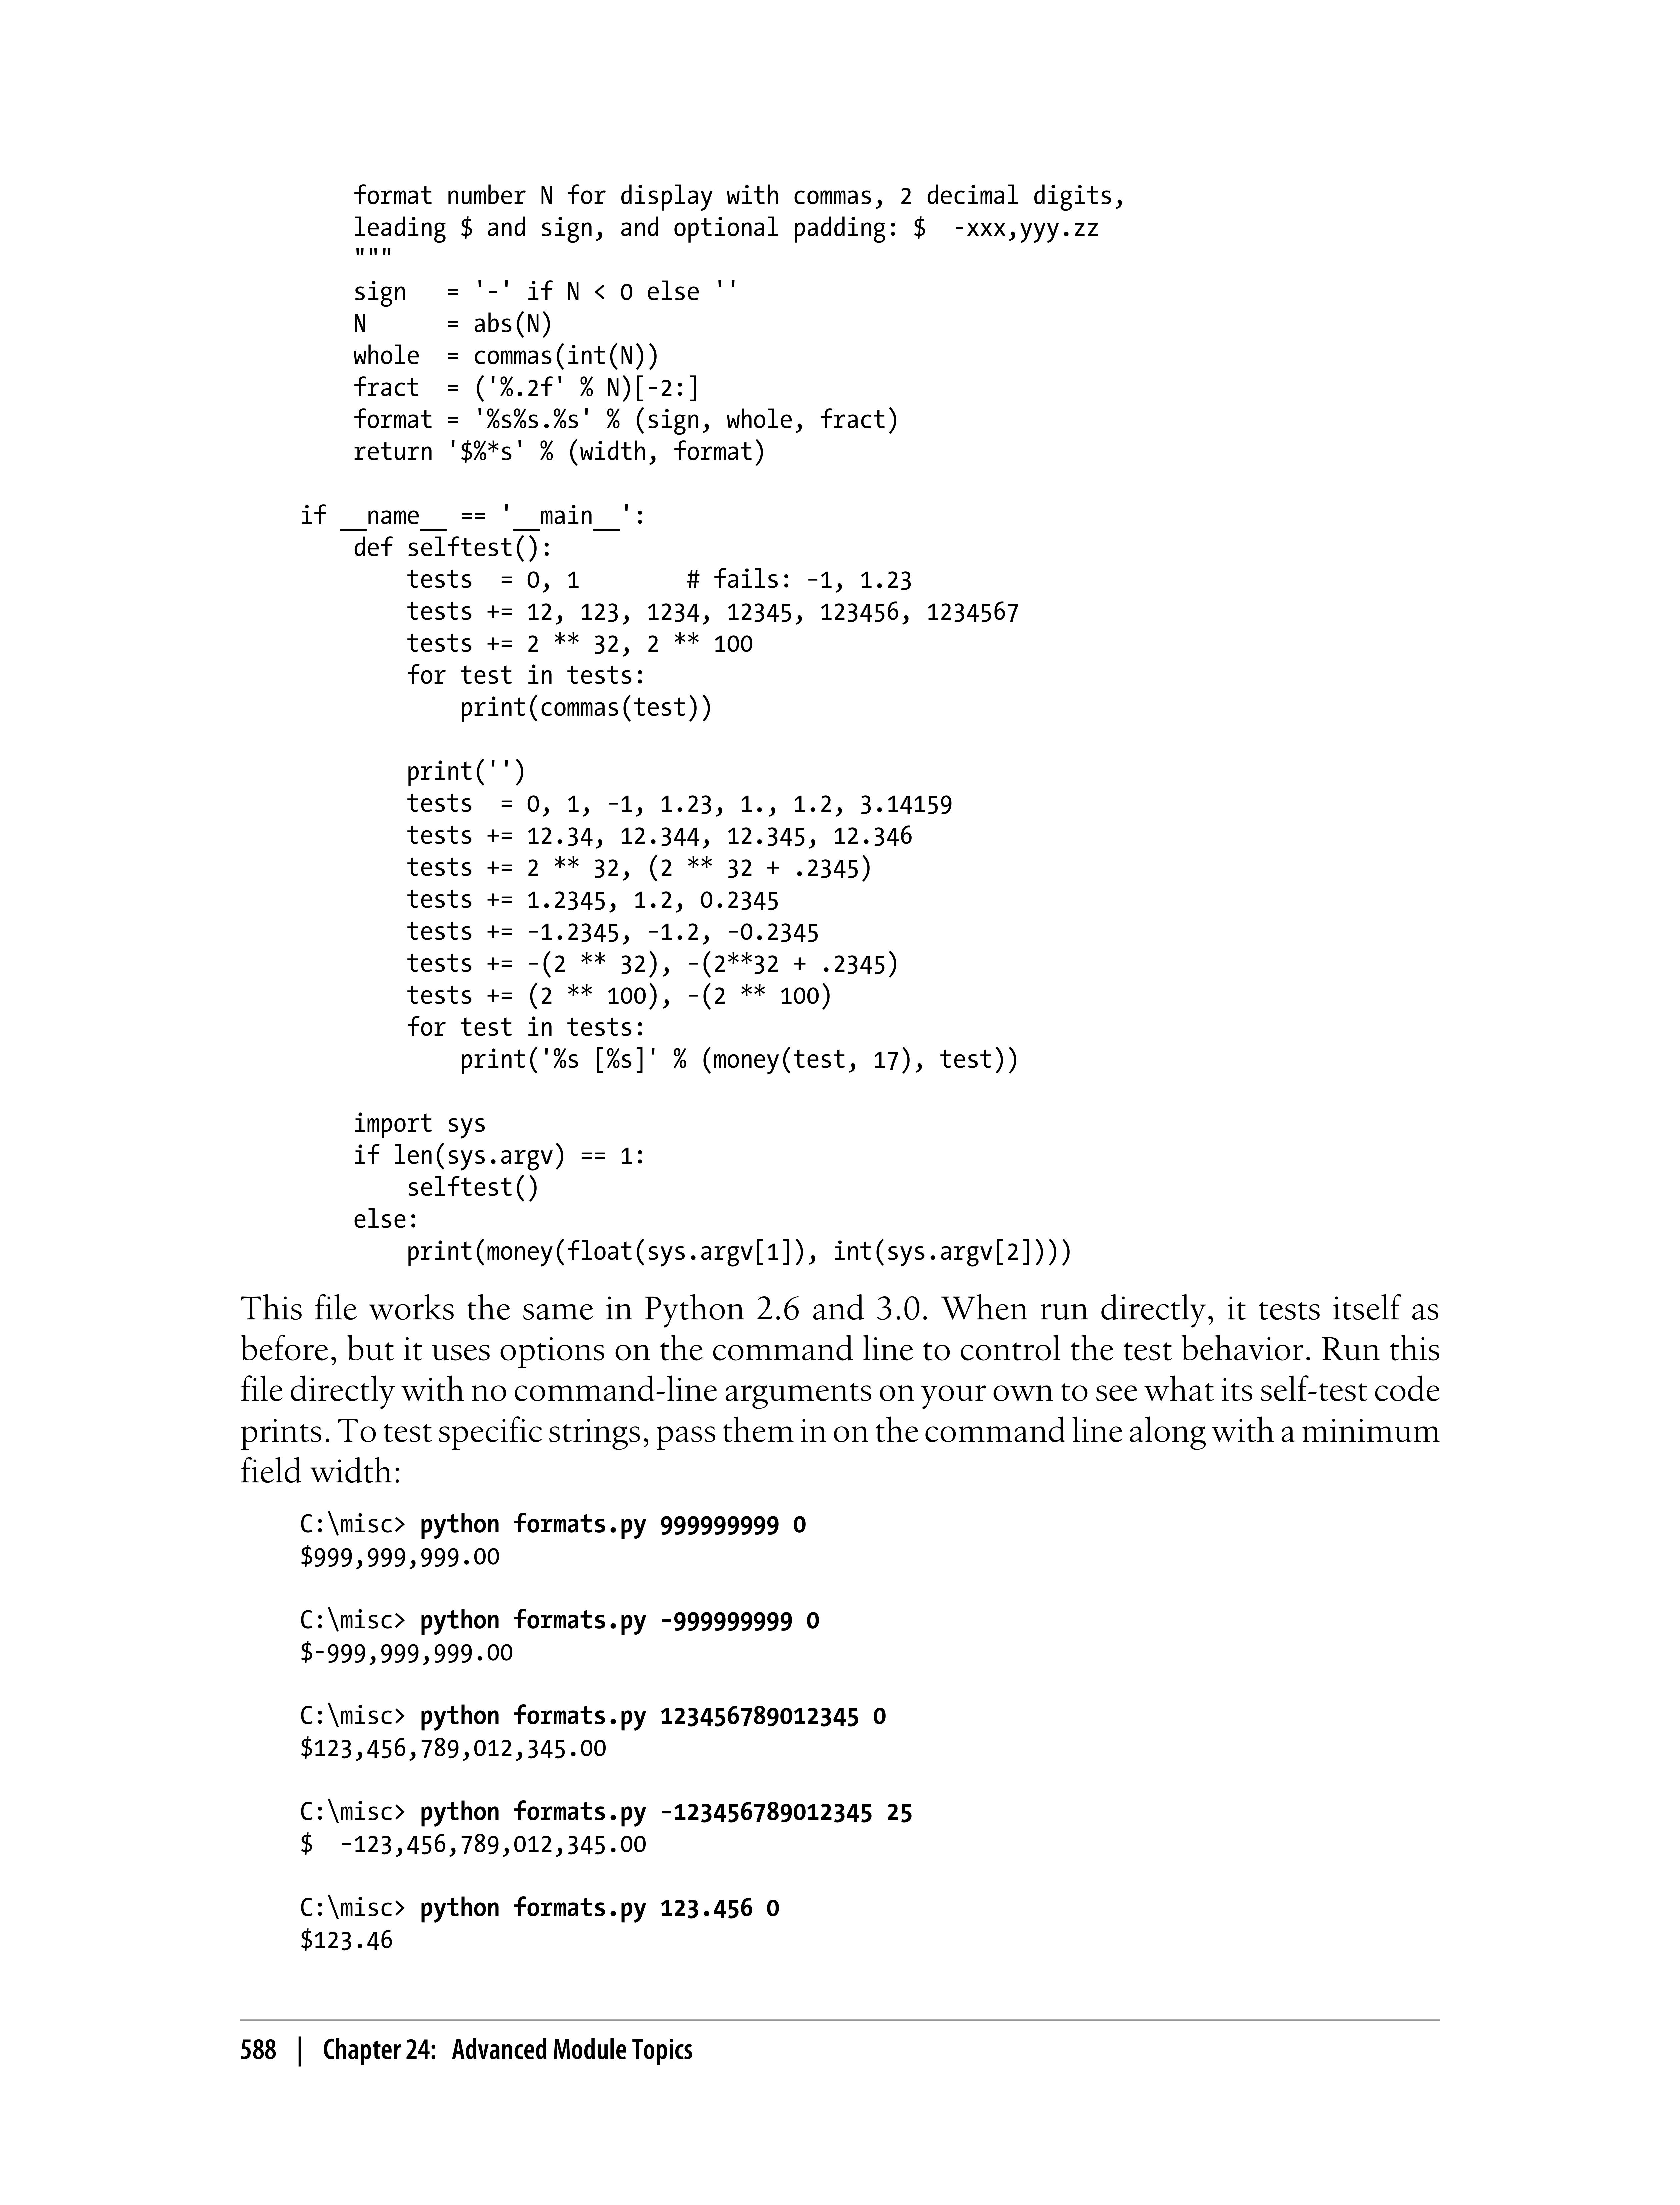 format number N for display with commas, 2 decimal digits,
    leading $ and sign, and optional padding: $  -xxx,yyy.zz
    """
    sign   = '-' if N < 0 else ''
    N      = abs(N)
    whole  = commas(int(N))
    fract  = ('%.2f' % N)[-2:]
    format = '%s%s.%s' % (sign, whole, fract)
    return '$%*s' % (width, format)

if __name__ == '__main__':
    def selftest():
        tests  = 0, 1        # fails: -1, 1.23
        tests += 12, 123, 1234, 12345, 123456, 1234567
        tests += 2 ** 32, 2 ** 100
        for test in tests:
            print(commas(test))

        print('')
        tests  = 0, 1, -1, 1.23, 1., 1.2, 3.14159
        tests += 12.34, 12.344, 12.345, 12.346
        tests += 2 ** 32, (2 ** 32 + .2345)
        tests += 1.2345, 1.2, 0.2345
        tests += -1.2345, -1.2, -0.2345
        tests += -(2 ** 32), -(2**32 + .2345)
        tests += (2 ** 100), -(2 ** 100)
        for test in tests:
            print('%s [%s]' % (money(test, 17), test))

    import sys
    if len(sys.argv) == 1:
        selftest()
    else:
        print(money(float(sys.argv[1]), int(sys.argv[2])))
This file works the same in Python 2.6 and 3.0. When run directly, it tests itself as
before, but it uses options on the command line to control the test behavior. Run this
file directly with no command-line arguments on your own to see what its self-test code
prints. To test specific strings, pass them in on the command line along with a minimum
field width:
C:\misc> python formats.py 999999999 0
$999,999,999.00

C:\misc> python formats.py -999999999 0
$-999,999,999.00

C:\misc> python formats.py 123456789012345 0
$123,456,789,012,345.00

C:\misc> python formats.py -123456789012345 25
$  -123,456,789,012,345.00

C:\misc> python formats.py 123.456 0
$123.46
588 | Chapter 24: Advanced Module Topics